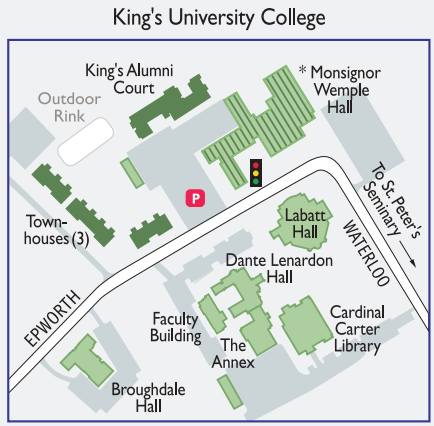 King's University College
King's Alumni
Court
* Monsignor
Wemple
Hall
Outdoor
Rink
P
To St. Peter's
Seminary
Town-
houses (3)
Labatt
Hall
WATERLOO
Dante Lenardon
Hall
EPWORTH
Faculty
Building
The
Annex
Cardinal
Carter
Library
Broughdale
Hall